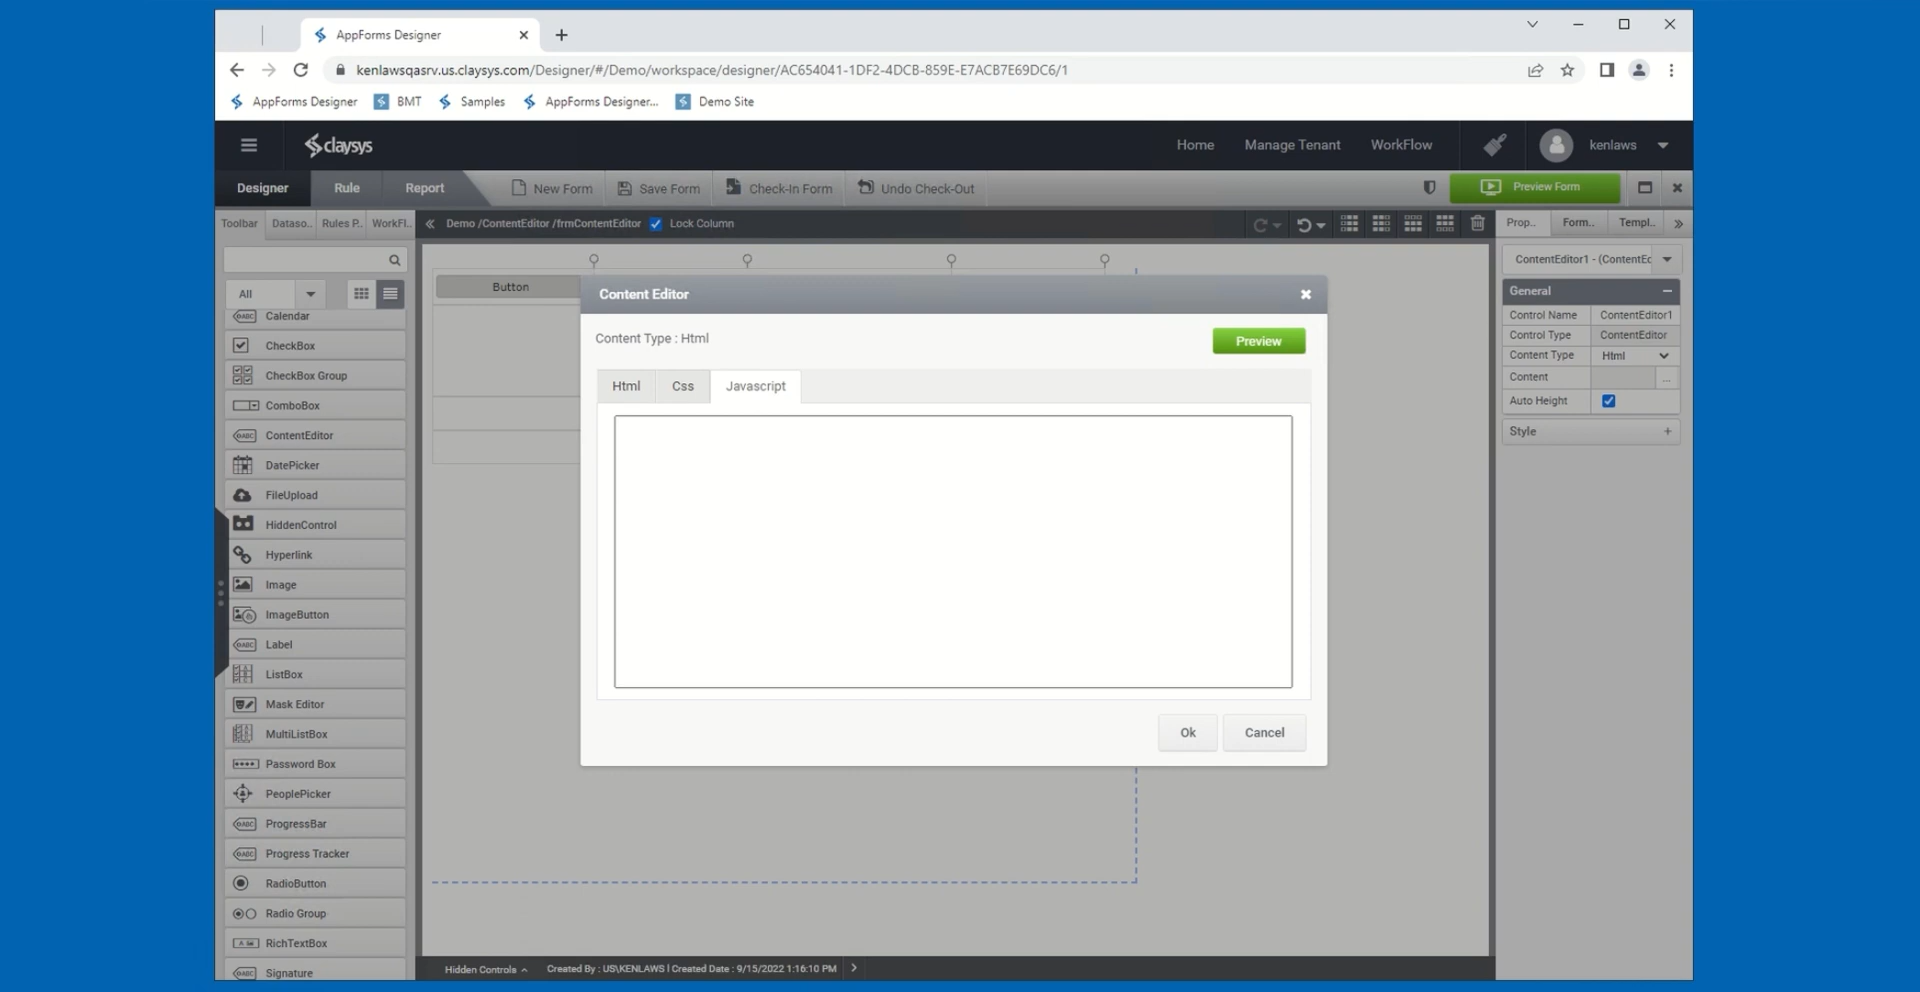 AppForms Designer
kenlawsqasrv.us.claysys.com/Designer/#/Demo/workspace/designer/AC654041-1DF2-4DCB-859E-E7ACB7E69DC6/1
AppForms Designer BMT Samples AppForms Designer... Demo Site
claysys Home Manage Tenant WorkFlow kenlaws
Designer Rule Report New Form Save Form Check-In Form Undo Check-Out Preview Form
Toolbar Dataso.. Rules P.. WorkFl.. Demo /ContentEditor /frmContentEditor Lock Column Prop.. Form.. Templ..
All
Calendar
CheckBox
CheckBox Group
ComboBox
ContentEditor
DatePicker
FileUpload
HiddenControl
Hyperlink
Image
ImageButton
Label
ListBox
Mask Editor
MultiListBox
Password Box
PeoplePicker
ProgressBar
Progress Tracker
RadioButton
Radio Group
RichTextBox
Signature
Button
Content Editor
Content Type : Html Preview
Html Css Javascript
Ok Cancel
ContentEditor1 - (ContentEc
General
Control Name ContentEditor1
Control Type ContentEditor
Content Type Html
Content ...
Auto Height
Style
Hidden Controls Created By : US\KENLAWS | Created Date : 9/15/2022 1:16:10 PM